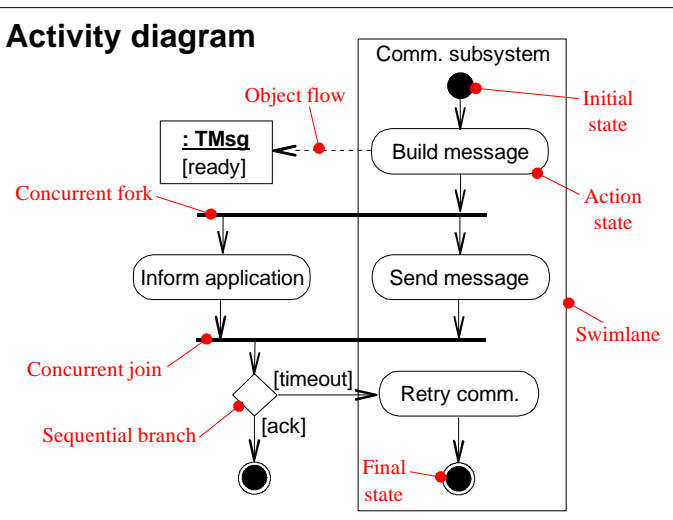 Activity diagram
Comm. subsystem
Object flow
Initial
state
: TMsg
[ready]
Build message
Concurrent fork
Action
state
Inform application
Send message
Swimlane
Concurrent join
[timeout]
Retry comm.
Sequential branch
[ack]
Final
state